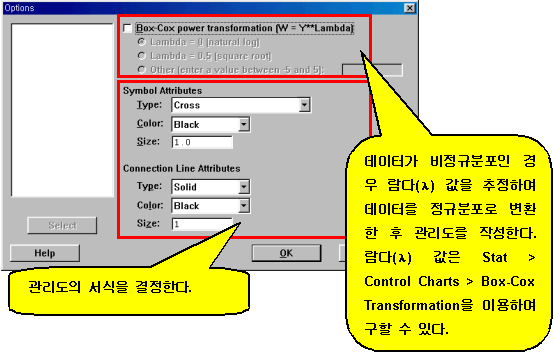 Options
Box-Cox power transformation (W = Y**Lambda)
Lambda = 0 (natural log)
Lambda = 0.5 (square root)
Other (enter a value between -5 and 5):
Symbol Attributes
Type: Cross
Color: Black
Size: 1.0
Connection Line Attributes
Type: Solid
Color: Black
Size: 1
Select
Help
OK
관리도의 서식을 결정한다.
데이터가 비정규분포인 경
우 람다(λ) 값을 추정하며
데이터를 정규분포로 변환
한 후 관리도를 작성한다.
람다(λ) 값은 Stat >
Control Charts > Box-Cox
Transformation을 이용하여
구할 수 있다.